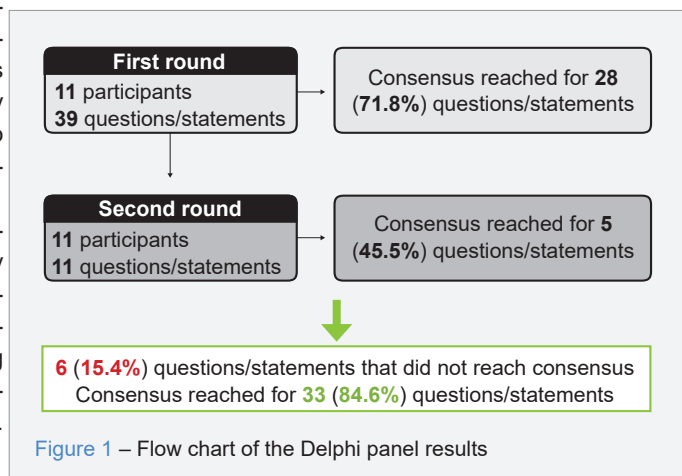 First round
11 participants
39 questions/statements
Consensus reached for 28
(71.8%) questions/statements
Second round
11 participants
11 questions/statements
Consensus reached for 5
(45.5%) questions/statements
6 (15.4%) questions/statements that did not reach consensus
Consensus reached for 33 (84.6%) questions/statements
Figure 1 – Flow chart of the Delphi panel results